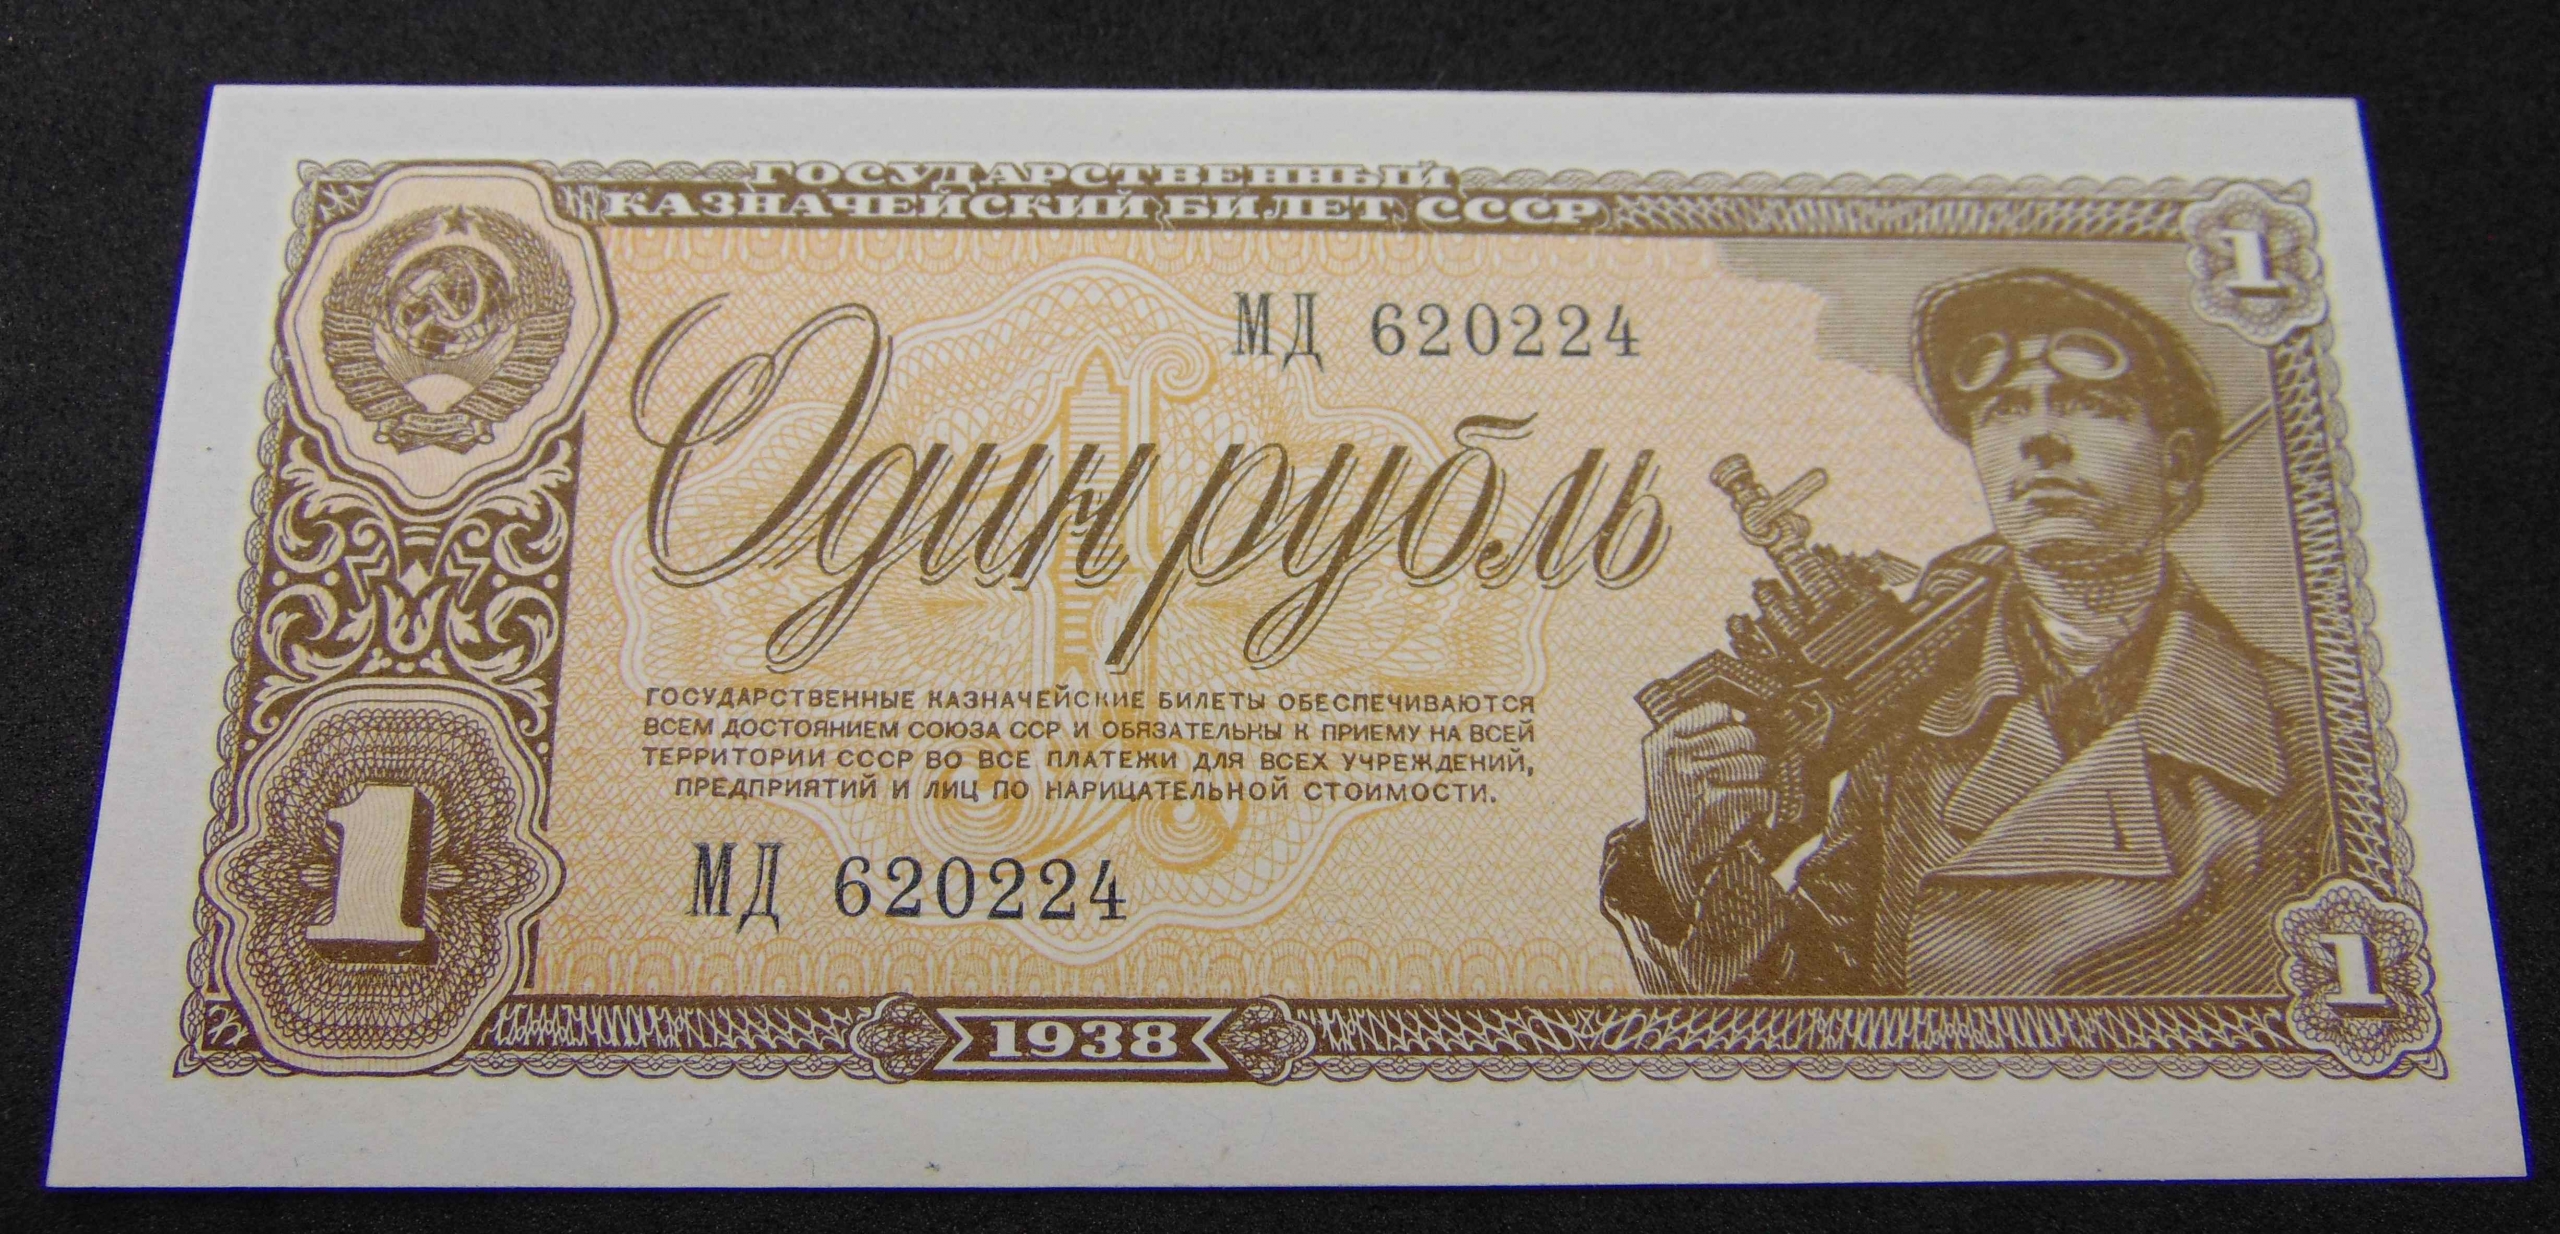 ГОСУДАРСТВЕННЫЙ
КАЗНАЧЕЙСКИЙ БИЛЕТ СССР
1
МД 620224
Один рубль
ГОСУДАРСТВЕННЫЕ КАЗНАЧЕЙСКИЕ БИЛЕТЫ ОБЕСПЕЧИВАЮТСЯ
ВСЕМ ДОСТОЯНИЕМ СОЮЗА ССР И ОБЯЗАТЕЛЬНЫ К ПРИЕМУ НА ВСЕЙ
ТЕРРИТОРИИ СССР ВО ВСЕ ПЛАТЕЖИ ДЛЯ ВСЕХ УЧРЕЖДЕНИЙ,
ПРЕДПРИЯТИЙ И ЛИЦ ПО НАРИЦАТЕЛЬНОЙ СТОИМОСТИ.
1
МД 620224
1
1938